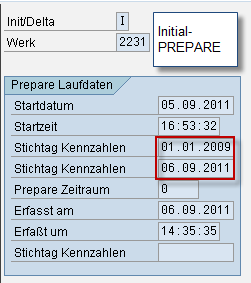 Init/Delta I
Werk 2231
Initial-
PREPARE
Prepare Laufdaten
Startdatum 05.09.2011
Startzeit 16:53:32
Stichtag Kennzahlen 01.01.2009
Stichtag Kennzahlen 06.09.2011
Prepare Zeitraum 0
Erfasst am 06.09.2011
Erfaßt um 14:35:35
Stichtag Kennzahlen